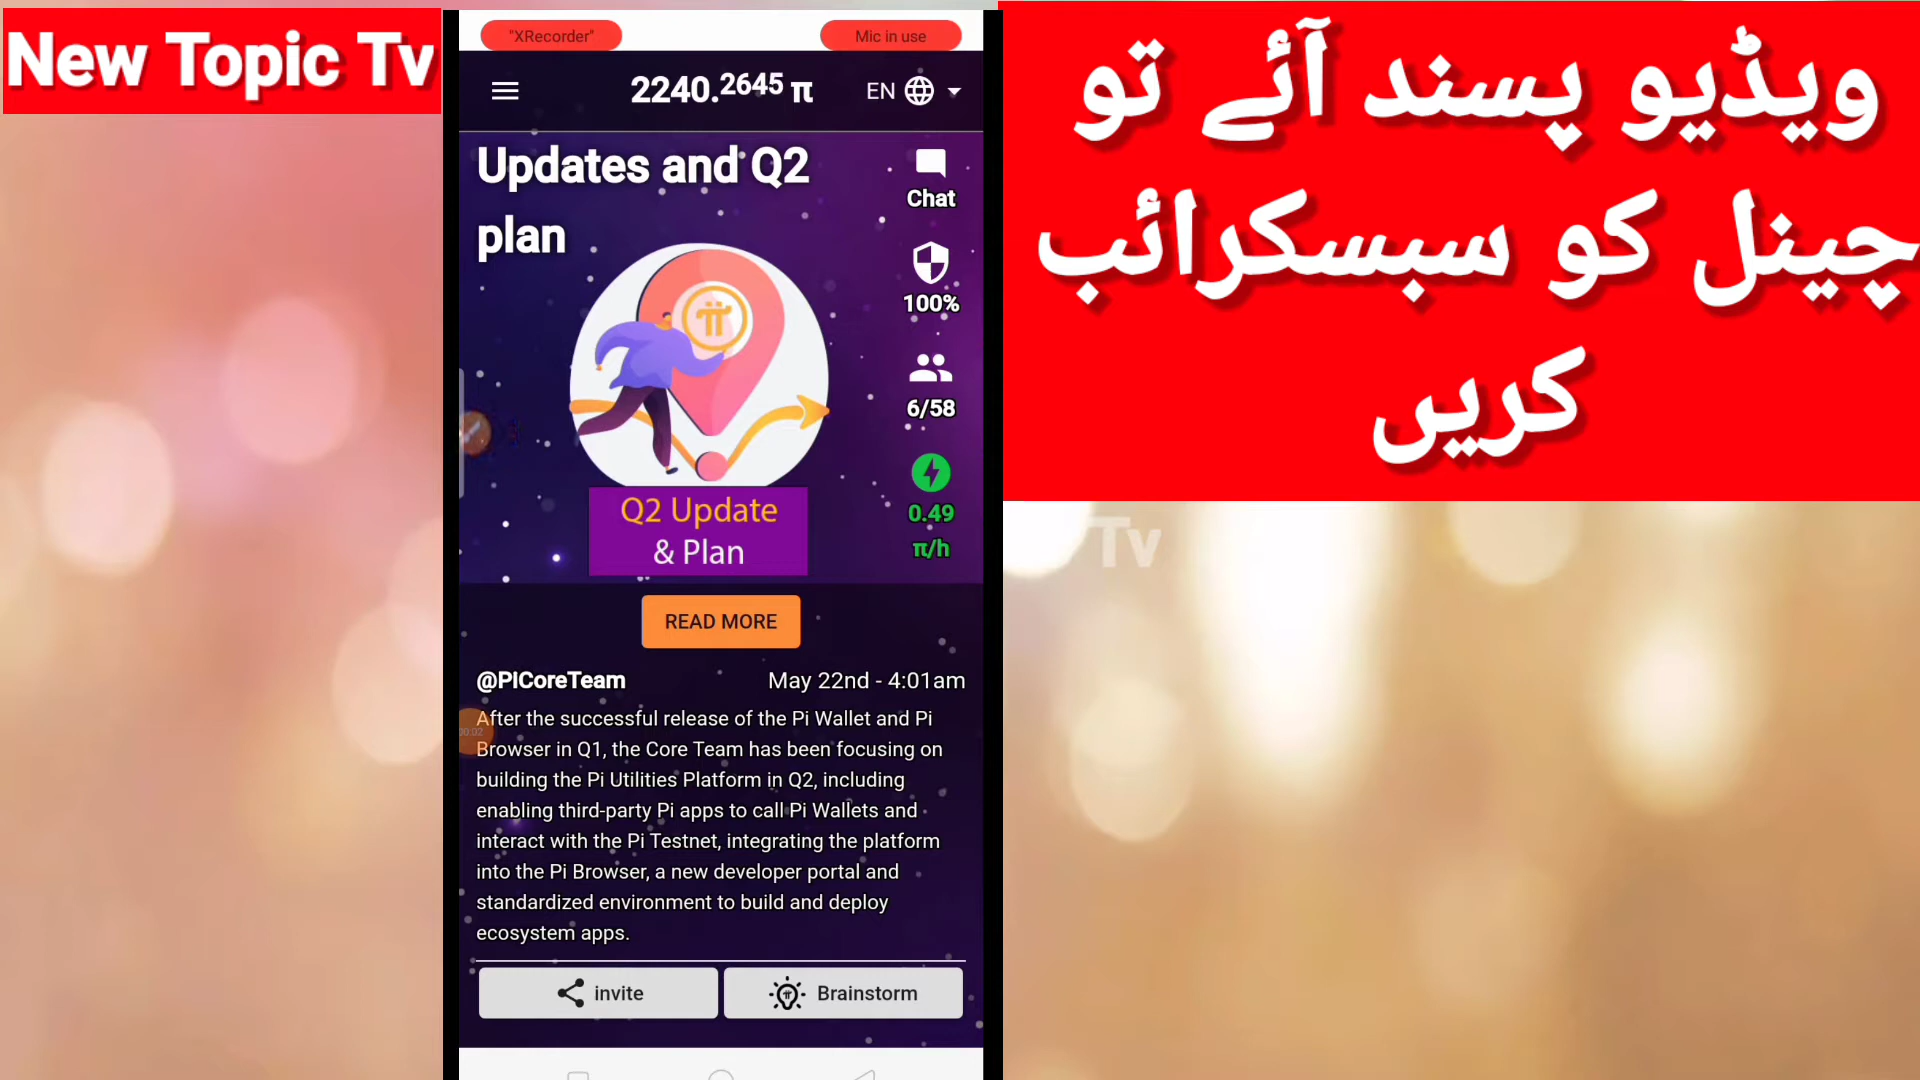 New Topic Tv
"XRecorder"
Mic in use
2240.2645 π
EN
Updates and Q2
plan
Chat
100%
6/58
0.49
π/h
Q2 Update
& Plan
READ MORE
@PiCoreTeam
May 22nd - 4:01am
After the successful release of the Pi Wallet and Pi
Browser in Q1, the Core Team has been focusing on
building the Pi Utilities Platform in Q2, including
enabling third-party Pi apps to call Pi Wallets and
interact with the Pi Testnet, integrating the platform
into the Pi Browser, a new developer portal and
standardized environment to build and deploy
ecosystem apps.
00:02
invite
Brainstorm
ویڈیو پسند آئے تو
چینل کو سبسکرائب
کریں
Tv